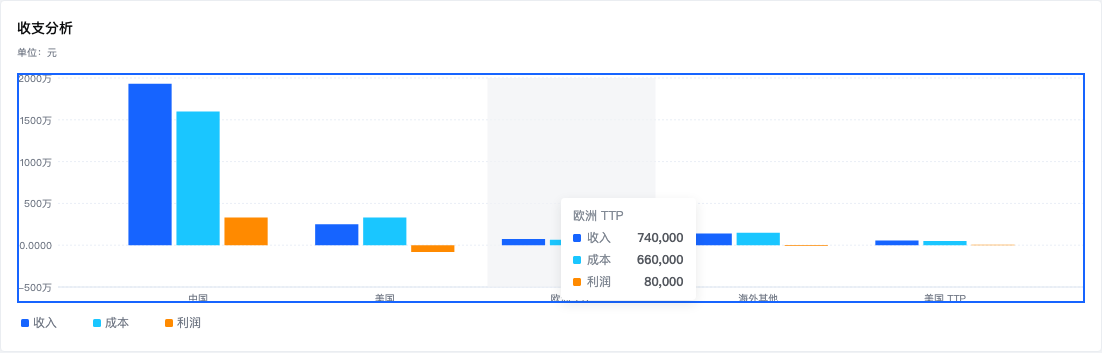 收支分析
单位：元
2000万
1500万
1000万
500万
0.0000
-500万
中国
美国
欧洲 TTP
收入 740,000
成本 660,000
利润 80,000
海外其他
美国 TTP
收入
成本
利润